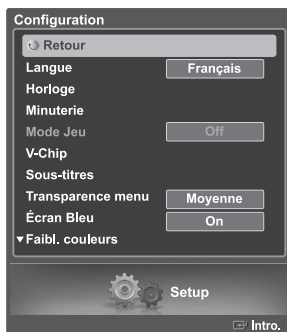 Configuration
Retour
Langue Français
Horloge
Minuterie
Mode Jeu Off
V-Chip
Sous-titres
Transparence menu Moyenne
Écran Bleu On
▼Faibl. couleurs
Setup
Intro.